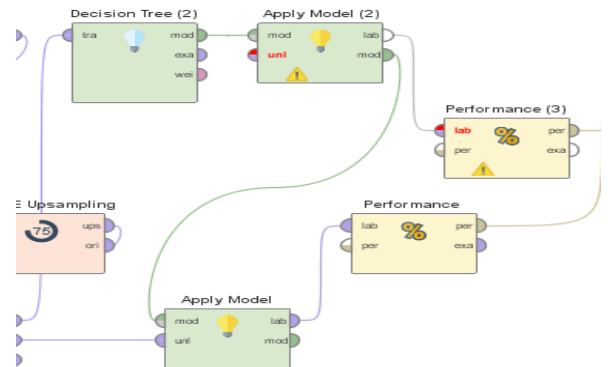 Decision Tree (2)
Apply Model (2)
tra
mod
exa
wei
mod
unl
lab
mod
Performance (3)
lab
per
per
exa
E Upsampling
75
ups
ori
Performance
lab
per
per
exa
Apply Model
mod
unl
lab
mod